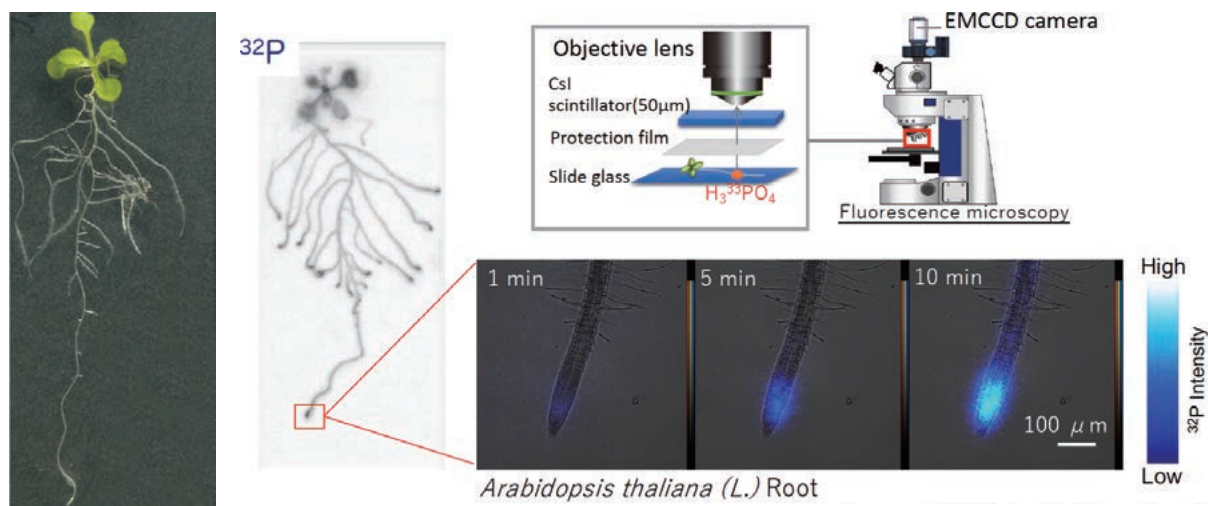 ³²P
EMCCD camera
Objective lens
CsI
scintillator(50μm)
Protection film
Slide glass
H₃³³PO₄
Fluorescence microscopy
1 min
5 min
10 min
100 μm
High
³²P Intensity
Low
Arabidopsis thaliana (L.) Root